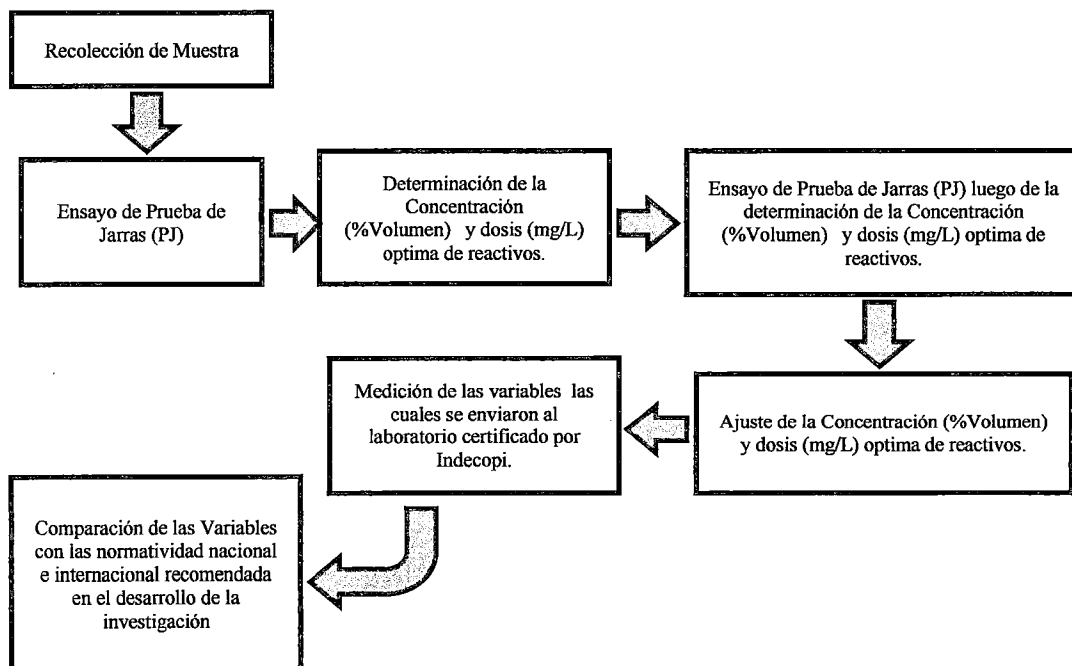 Recolección de Muestra
Ensayo de Prueba de
Jarras (PJ)
Determinación de la
Concentración
(%Volumen) y dosis (mg/L)
optima de reactivos.
Ensayo de Prueba de Jarras (PJ) luego de la
determinación de la Concentración
(%Volumen) y dosis (mg/L) optima de
reactivos.
Ajuste de la Concentración (%Volumen)
y dosis (mg/L) optima de reactivos.
Medición de las variables las
cuales se enviaron al
laboratorio certificado por
Indecopi.
Comparación de las Variables
con las normatividad nacional
e internacional recomendada
en el desarrollo de la
investigación